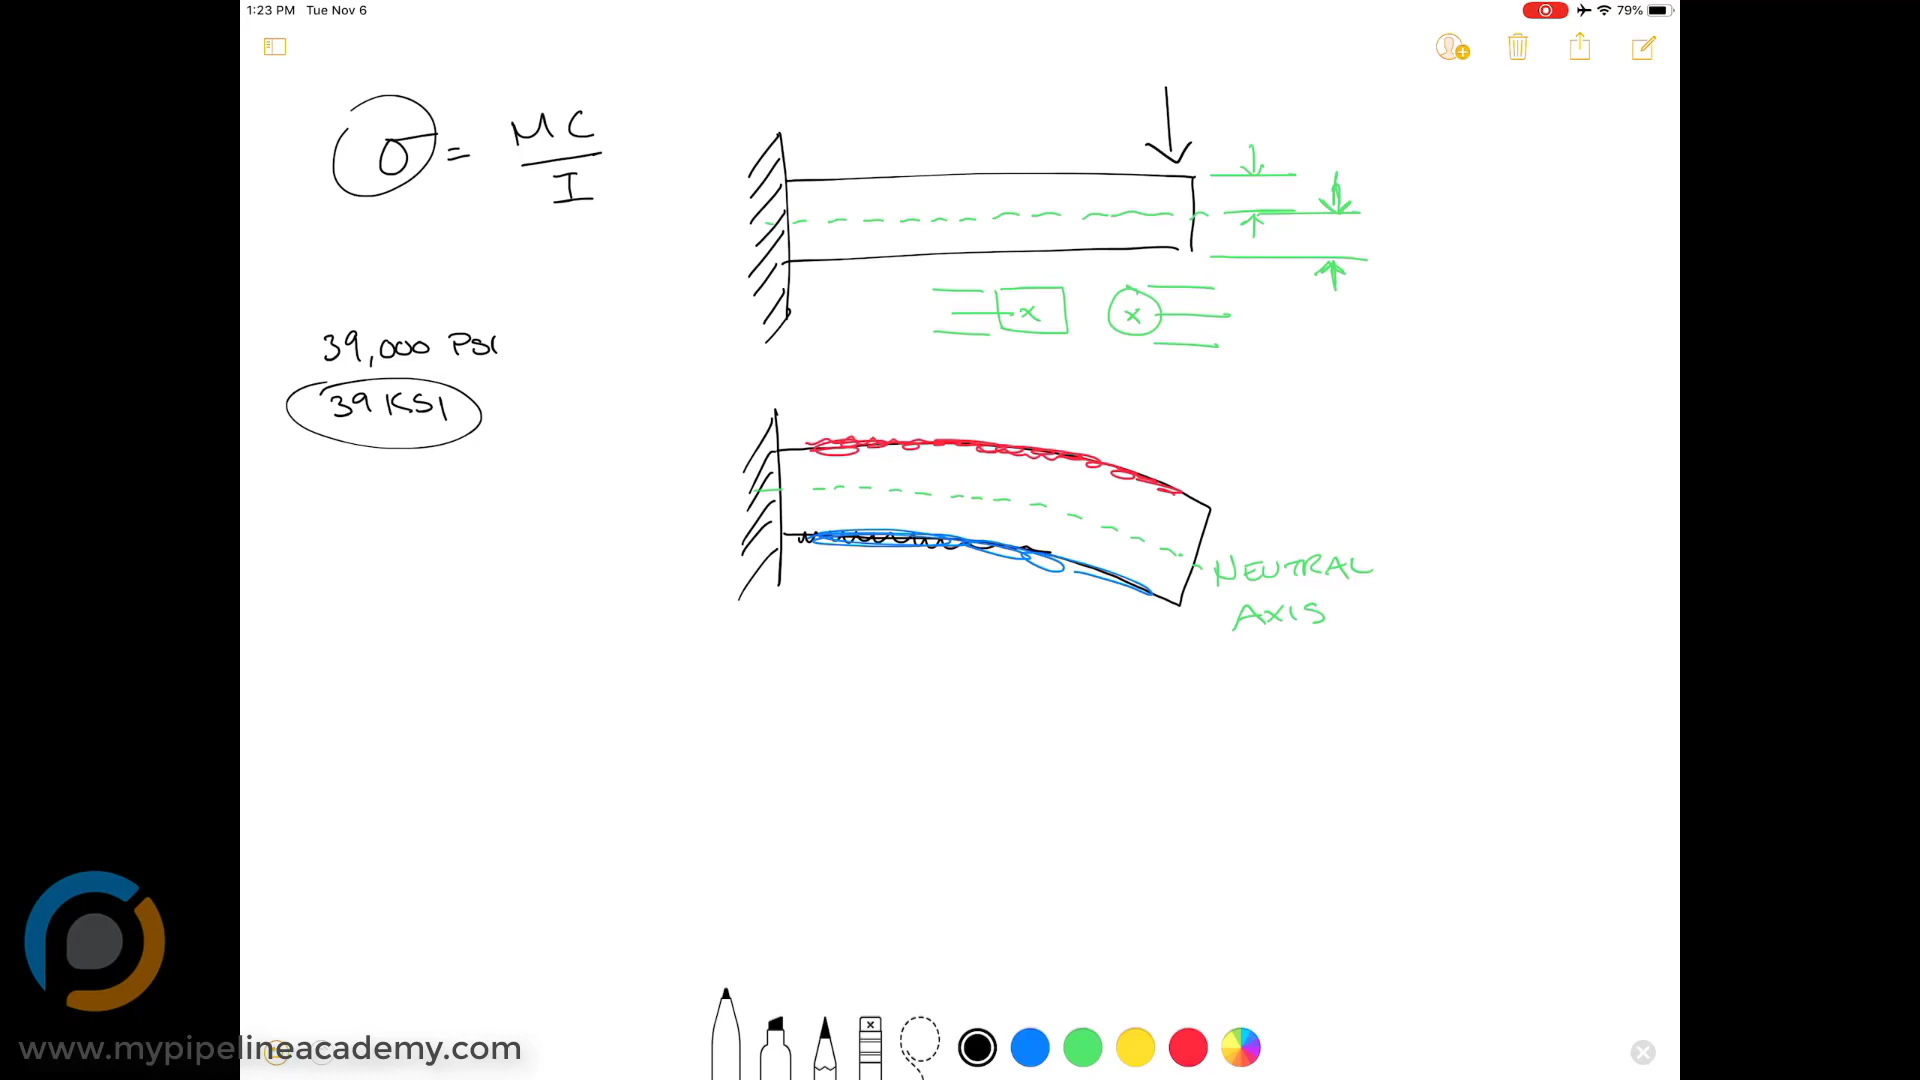 1:23 PM Tue Nov 6
79%
σ = MC
I
39,000 PSI
39 KSI
x
x
NEUTRAL
AXIS
www.mypipelineacademy.com